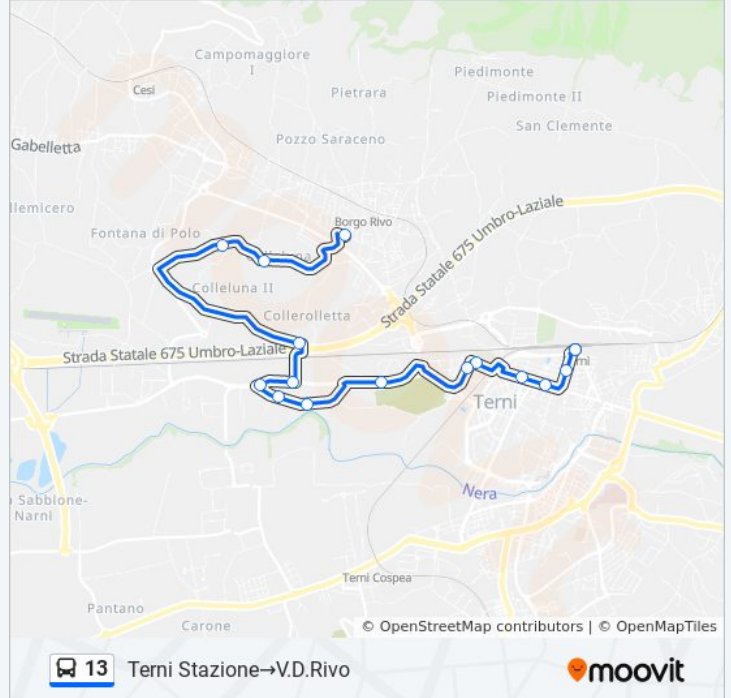 Campomaggiore
I
Piedimonte
Cesi
Pietrara
Piedimonte II
San Clemente
Pozzo Saraceno
Gabelletta
llemicero
Borgo Rivo
Strada Statale 675 Umbro-Laziale
Fontana di Polo
Colleluna II
Collerolletta
Strada Statale 675 Umbro-Laziale
Terni
Nera
Sabbione-
Narni
Terni Cospea
Pantano
Carone
© OpenStreetMap contributors | © OpenMapTiles
13 Terni Stazione→V.D.Rivo
moovit